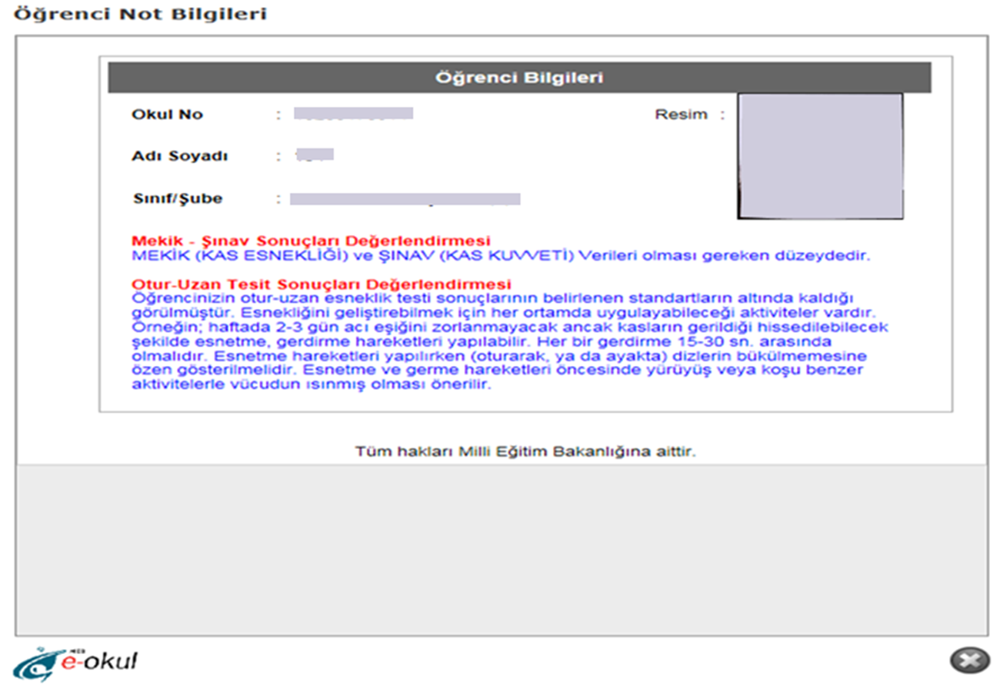 Öğrenci Not Bilgileri
Öğrenci Bilgileri
Okul No :
Resim :
Adı Soyadı :
Sınıf/Şube :
Mekik - Şınav Sonuçları Değerlendirmesi
MEKİK (KAS ESNEKLİĞİ) ve ŞINAV (KAS KUVVETİ) Verileri olması gereken düzeydedir.
Otur-Uzan Tesit Sonuçları Değerlendirmesi
Öğrencinizin otur-uzan esneklik testi sonuçlarının belirlenen standartların altında kaldığı
görülmüştür. Esnekliğini geliştirebilmek için her ortamda uygulayabileceği aktiviteler vardır.
Örneğin; haftada 2-3 gün acı eşiğini zorlanmayacak ancak kasların gerildiği hissedilebilecek
şekilde esnetme, gerdirme hareketleri yapılabilir. Her bir gerdirme 15-30 sn. arasında
olmalıdır. Esnetme hareketleri yapılırken (oturarak, ya da ayakta) dizlerin bükülmemesine
özen gösterilmelidir. Esnetme ve germe hareketleri öncesinde yürüyüş veya koşu benzer
aktivitelerle vücudun ısınmış olması önerilir.
Tüm hakları Milli Eğitim Bakanlığına aittir.
MEB
e-okul